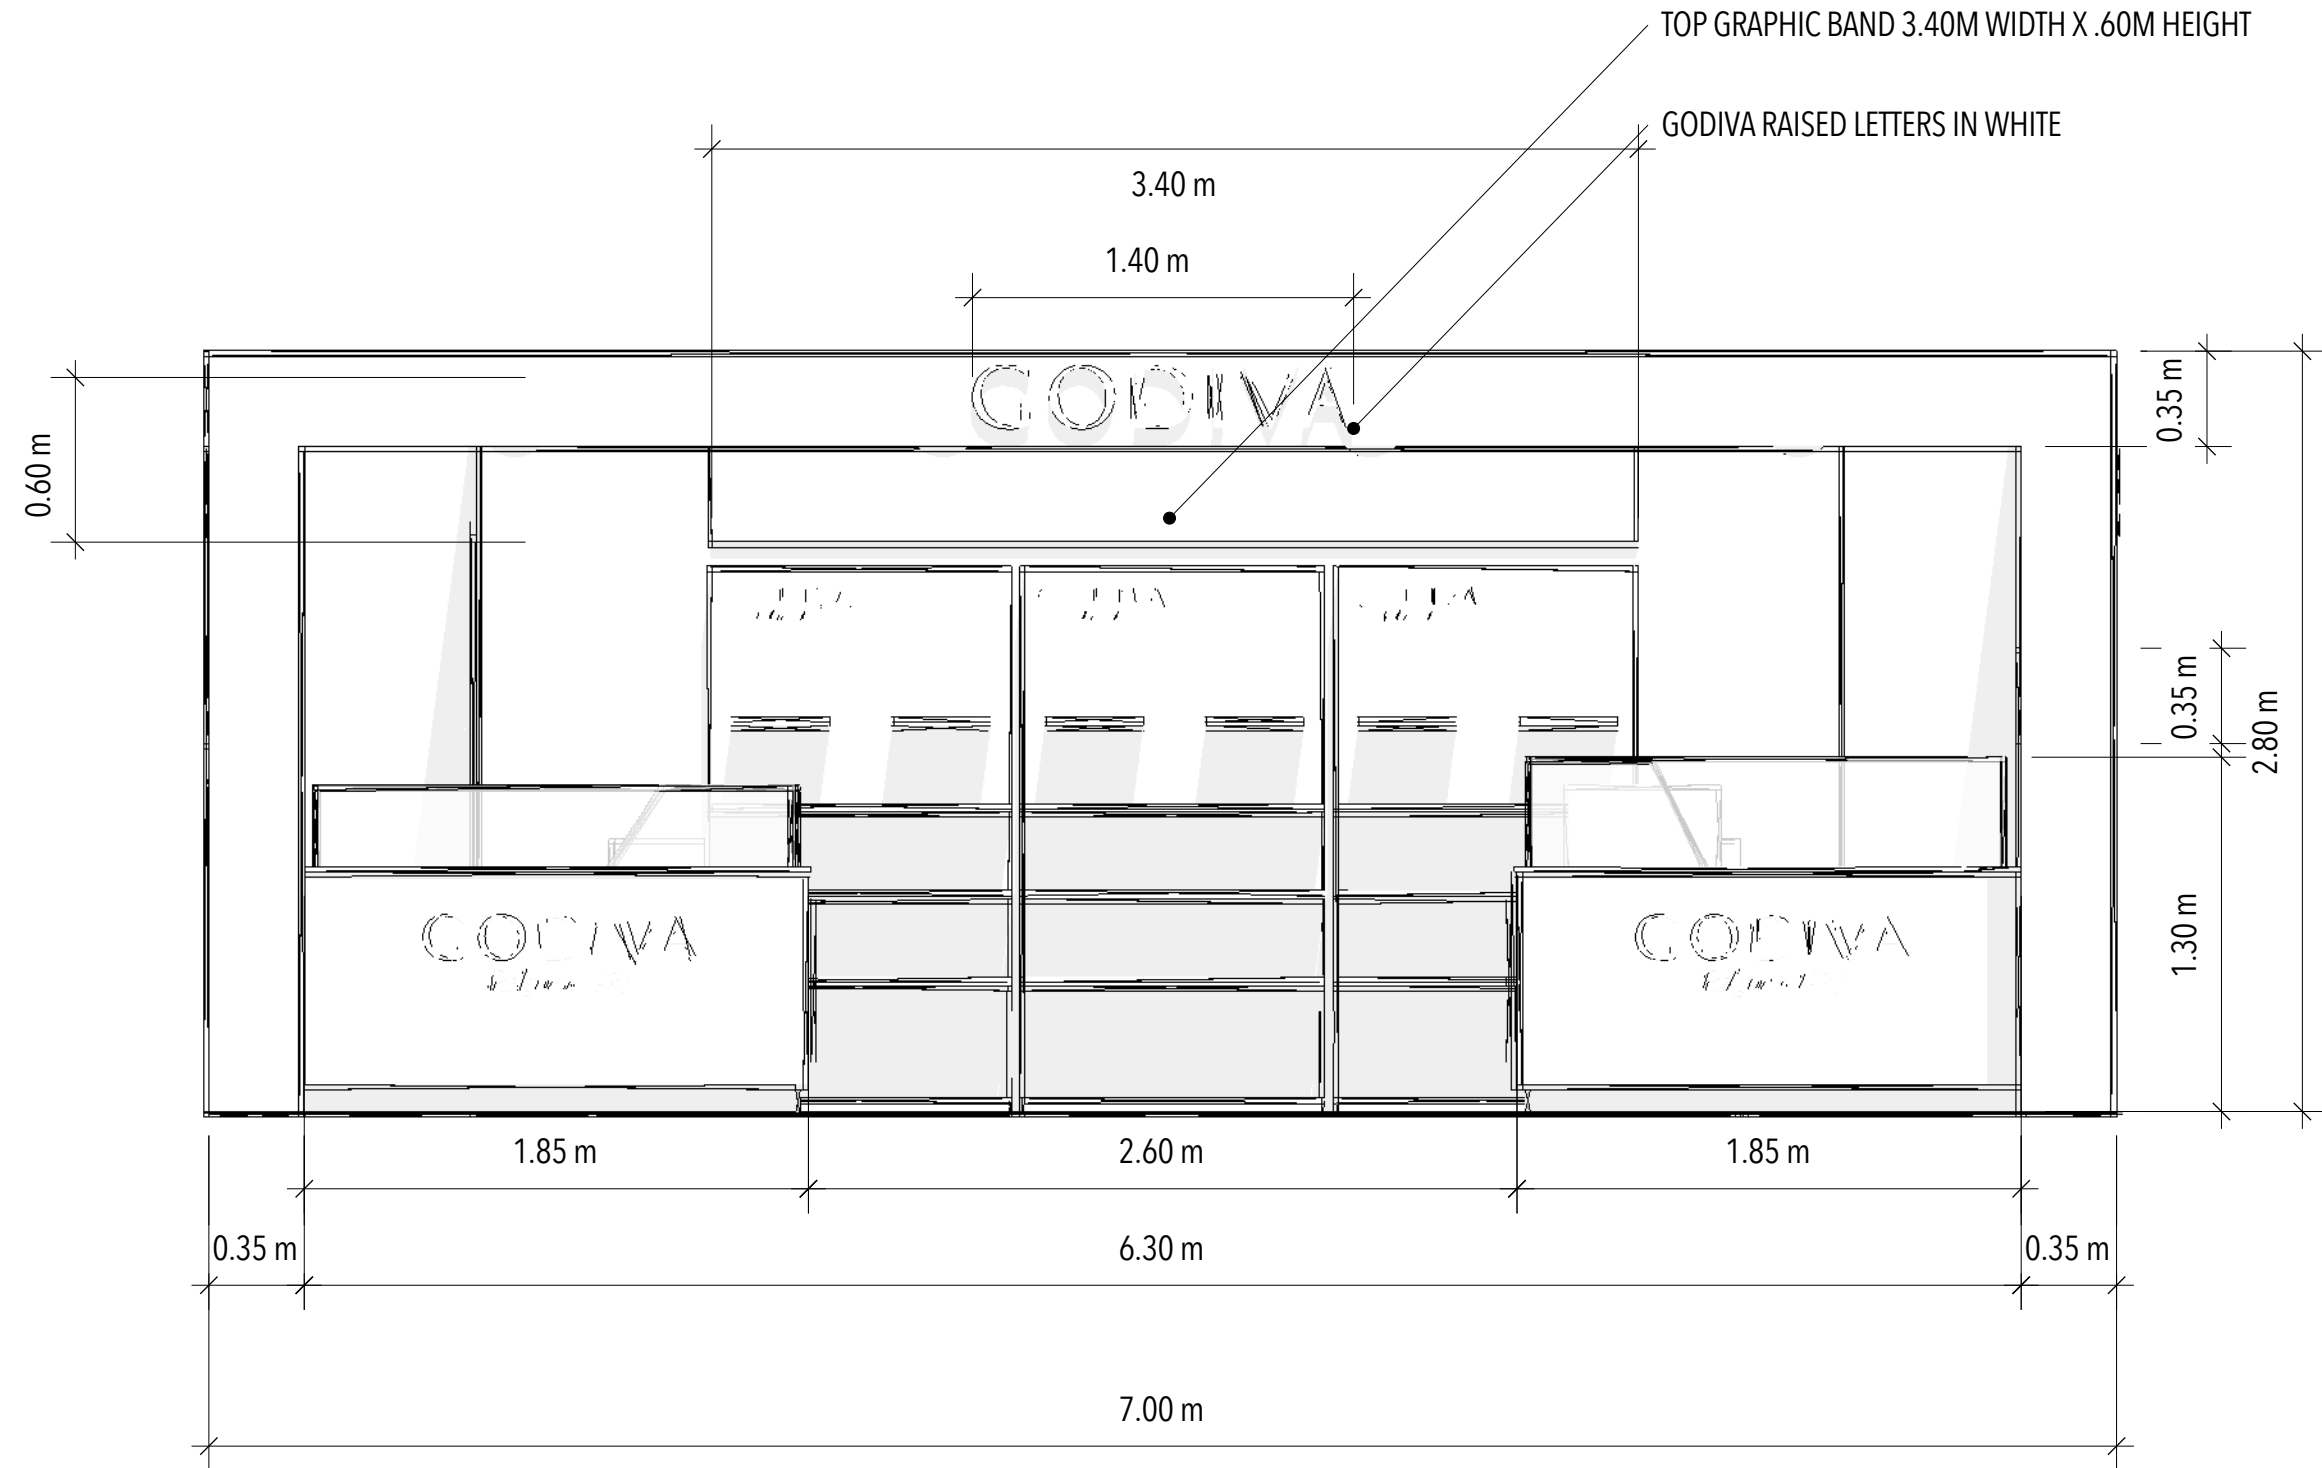 TOP GRAPHIC BAND 3.40M WIDTH X .60M HEIGHT
GODIVA RAISED LETTERS IN WHITE
3.40 m
1.40 m
GODIVA
0.35 m
0.60 m
0.35 m
2.80 m
GODIVA
GODIVA
1.30 m
1.85 m
2.60 m
1.85 m
0.35 m
6.30 m
0.35 m
7.00 m